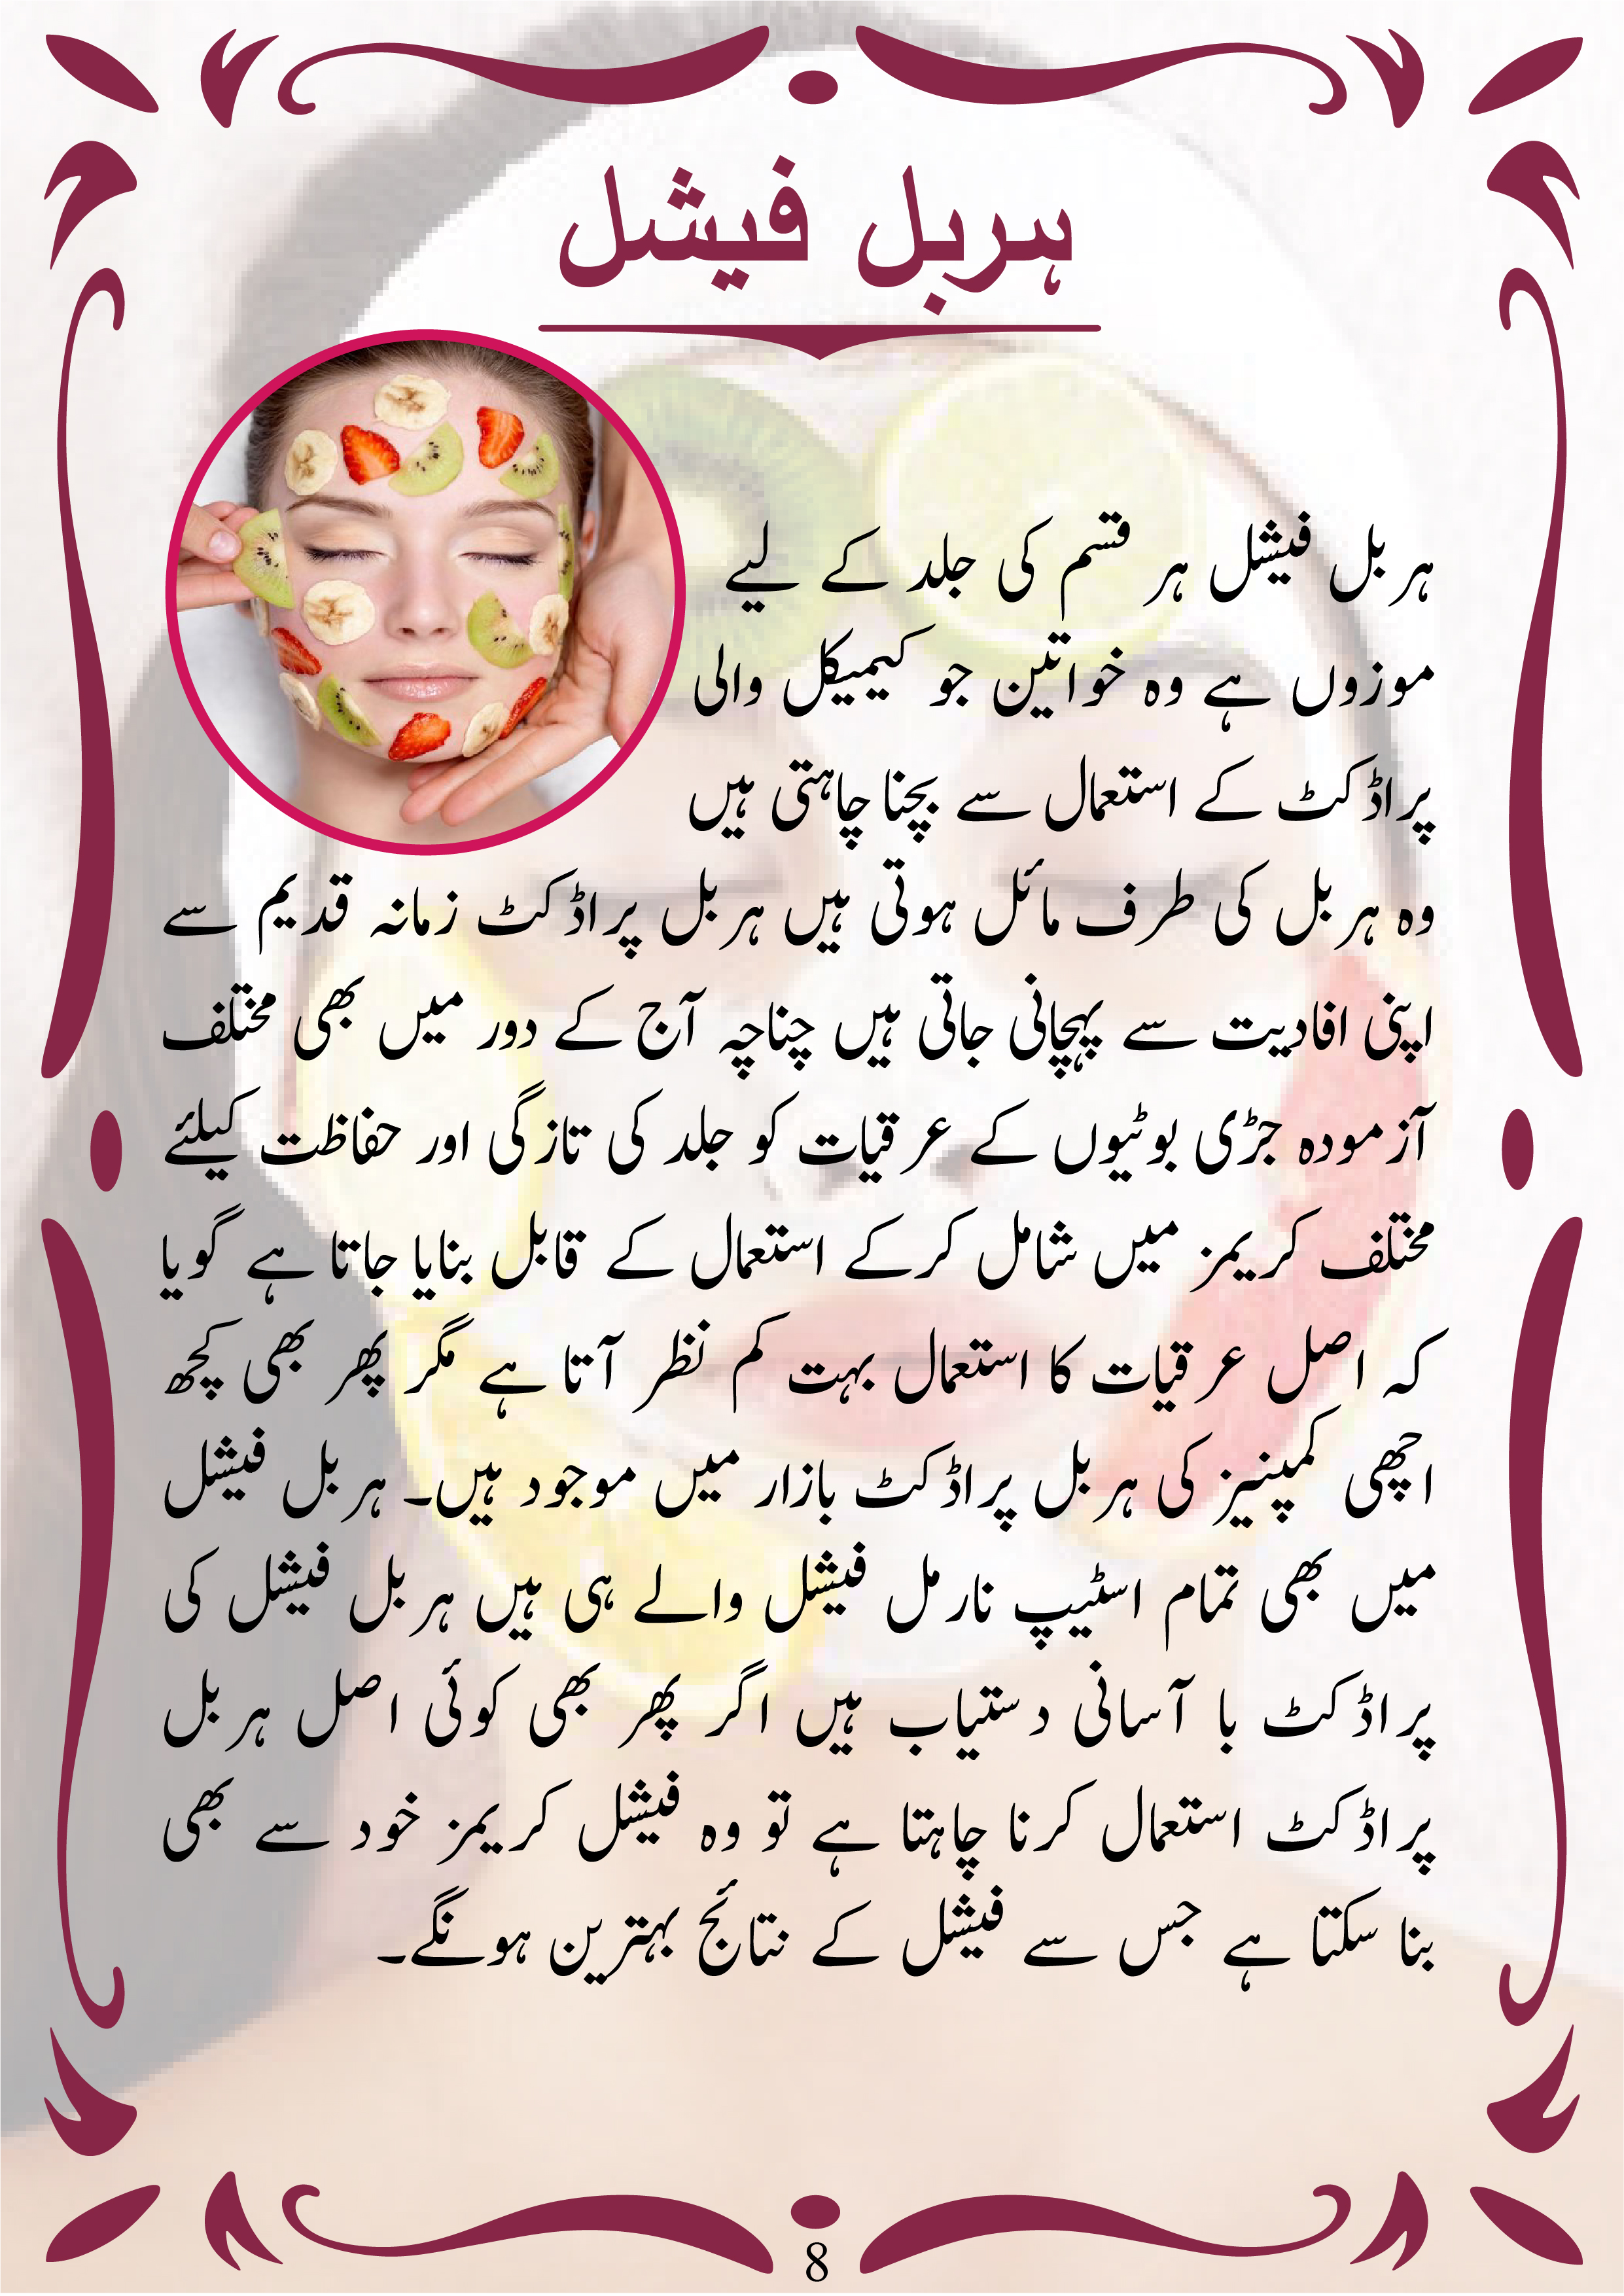 ہربل فیشل
ہربل فیشل ہر قسم کی جلد کے لیے
موزوں ہے وہ خواتین جو کیمیکل والی
پراڈکٹ کے استعمال سے بچنا چاہتی ہیں
وہ ہربل کی طرف مائل ہوتی ہیں ہربل پراڈکٹ زمانہ قدیم سے
اپنی افادیت سے پہچانی جاتی ہیں چناچہ آج کے دور میں بھی مختلف
آزمودہ جڑی بوٹیوں کے عرقیات کو جلد کی تازگی اور حفاظت کیلئے
مختلف کریمز میں شامل کرکے استعمال کے قابل بنایا جاتا ہے گویا
کہ اصل عرقیات کا استعمال بہت کم نظر آتا ہے مگر پھر بھی کچھ
اچھی کمپنیز کی ہربل پراڈکٹ بازار میں موجود ہیں۔ ہربل فیشل
میں بھی تمام اسٹیپ نارمل فیشل والے ہی ہیں ہربل فیشل کی
پراڈکٹ با آسانی دستیاب ہیں اگر پھر بھی کوئی اصل ہربل
پراڈکٹ استعمال کرنا چاہتا ہے تو وہ فیشل کریمز خود سے بھی
بنا سکتا ہے جس سے فیشل کے نتائج بہترین ہونگے۔
8